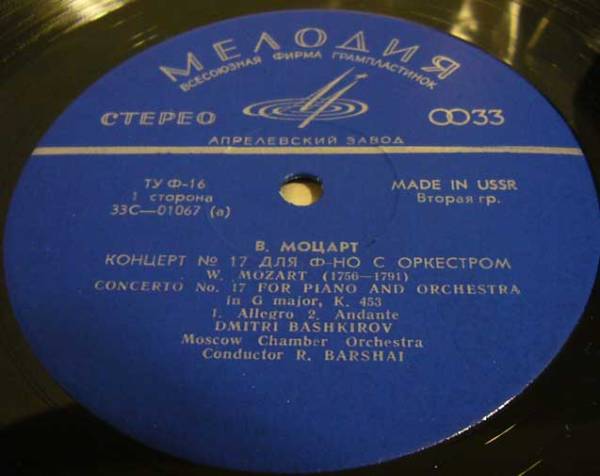 МЕЛОДИЯ
ВСЕСОЮЗНАЯ ФИРМА ГРАМПЛАСТИНОК
СТЕРЕО
33
АПРЕЛЕВСКИЙ ЗАВОД
ТУ Ф-16
1 сторона
33С—01067 (а)
MADE IN USSR
Вторая гр.
В. МОЦАРТ
КОНЦЕРТ № 17 ДЛЯ Ф-НО С ОРКЕСТРОМ
W. MOZART (1756—1791)
CONCERTO No. 17 FOR PIANO AND ORCHESTRA
in G major, K. 453
1. Allegro 2. Andante
DMITRI BASHKIROV
Moscow Chamber Orchestra
Conductor R. BARSHAI